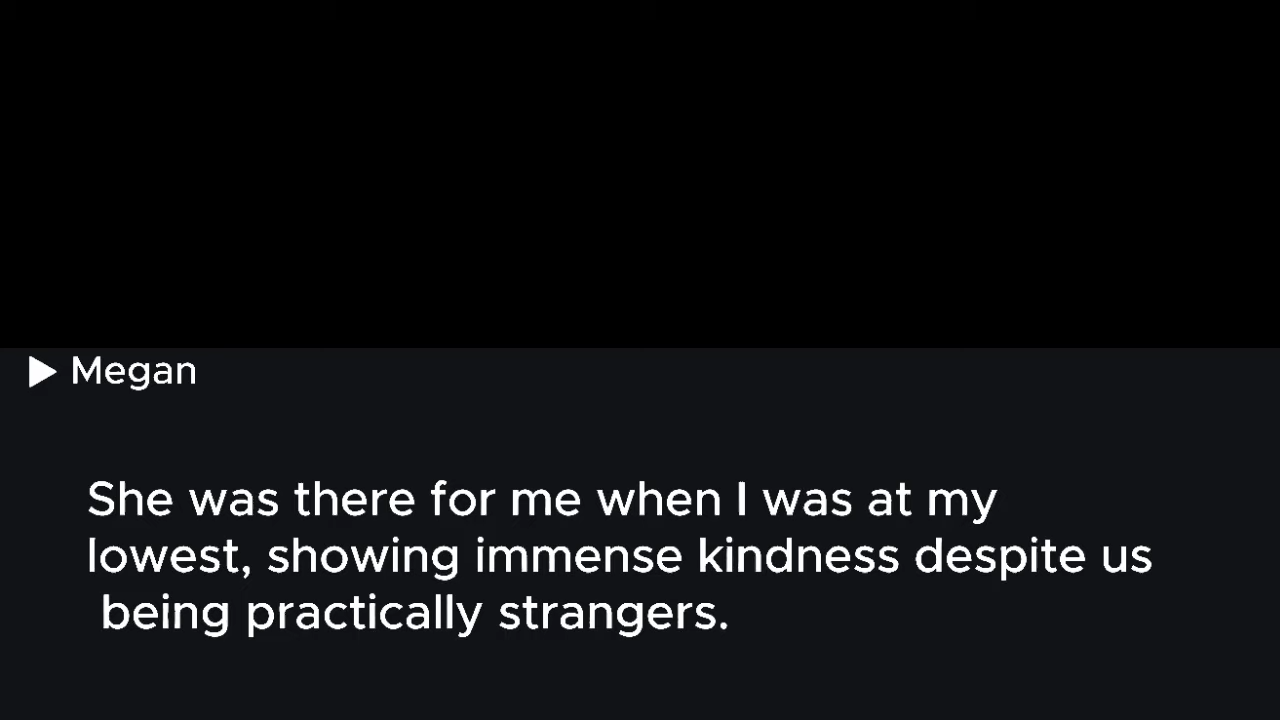 ▶ Megan
She was there for me when I was at my
lowest, showing immense kindness despite us
being practically strangers.